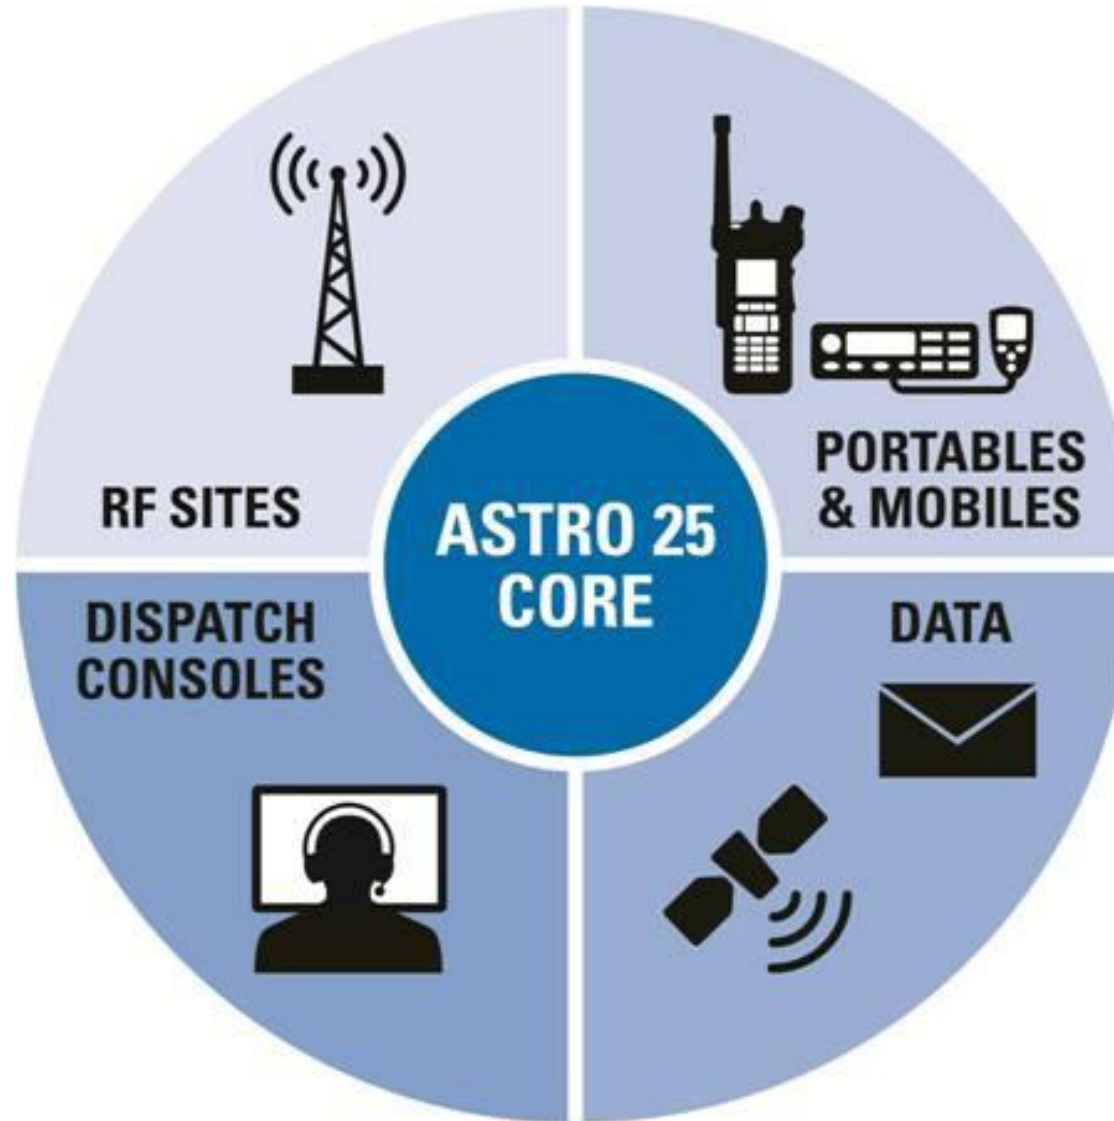 RF SITES
PORTABLES
& MOBILES
ASTRO 25
CORE
DISPATCH
CONSOLES
DATA